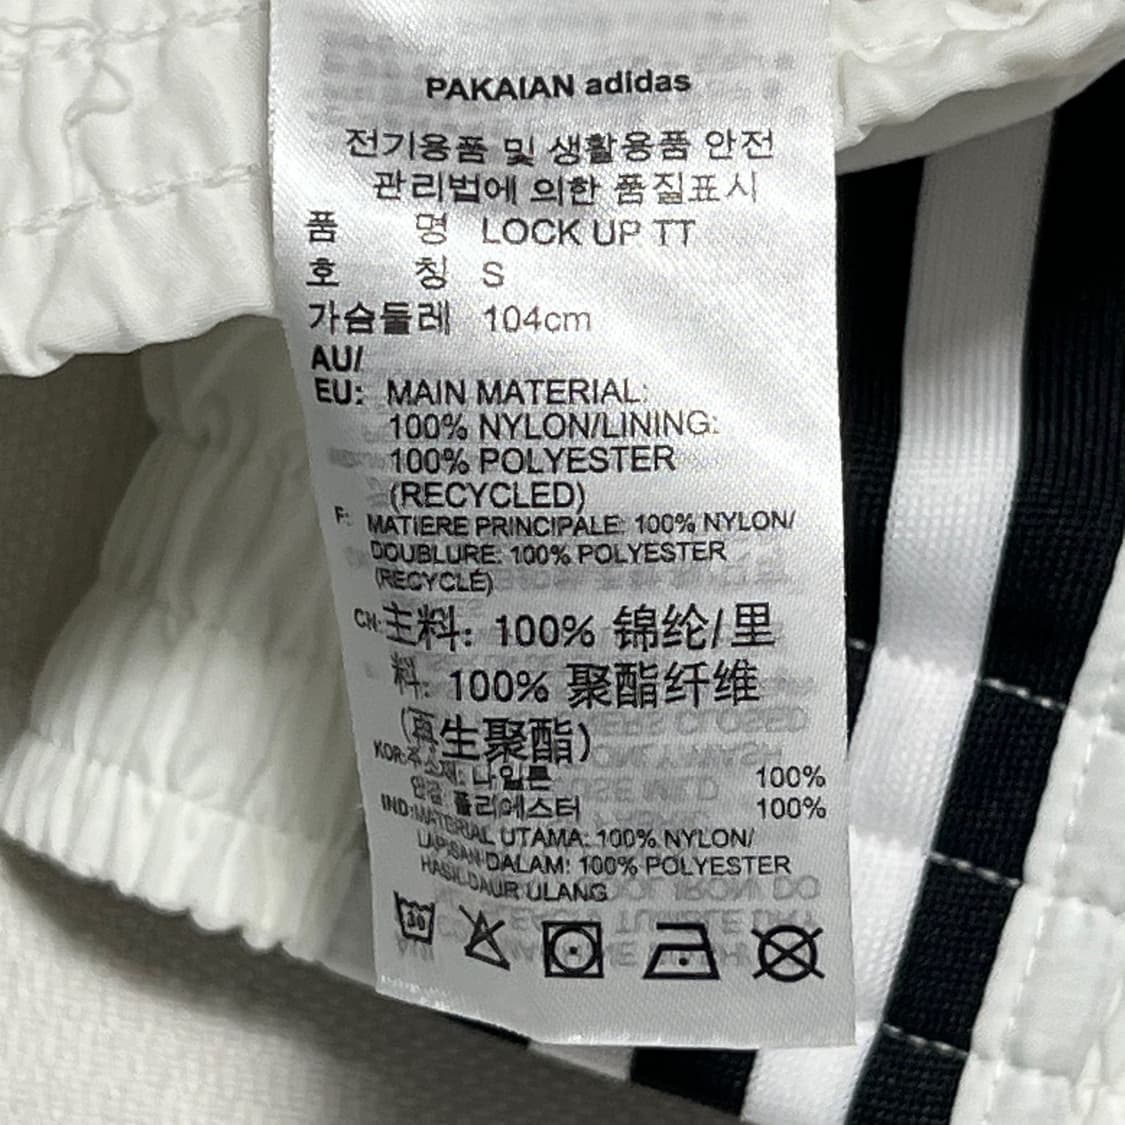 PAKAIAN adidas
전기용품 및 생활용품 안전
관리법에 의한 품질표시
품 명 LOCK UP TT
호 칭 S
가슴둘레 104cm
AU/
EU: MAIN MATERIAL:
100% NYLON/LINING:
100% POLYESTER
(RECYCLED)
F: MATIERE PRINCIPALE: 100% NYLON/
DOUBLURE: 100% POLYESTER
(RECYCLÉ)
CN: 主料: 100% 锦纶/里
料: 100% 聚酯纤维
(再生聚酯)
KOR: 주소재: 나일론 100%
안감: 폴리에스터 100%
IND: MATERIAL UTAMA: 100% NYLON/
LAPISAN DALAM: 100% POLYESTER
HASIL DAUR ULANG
30